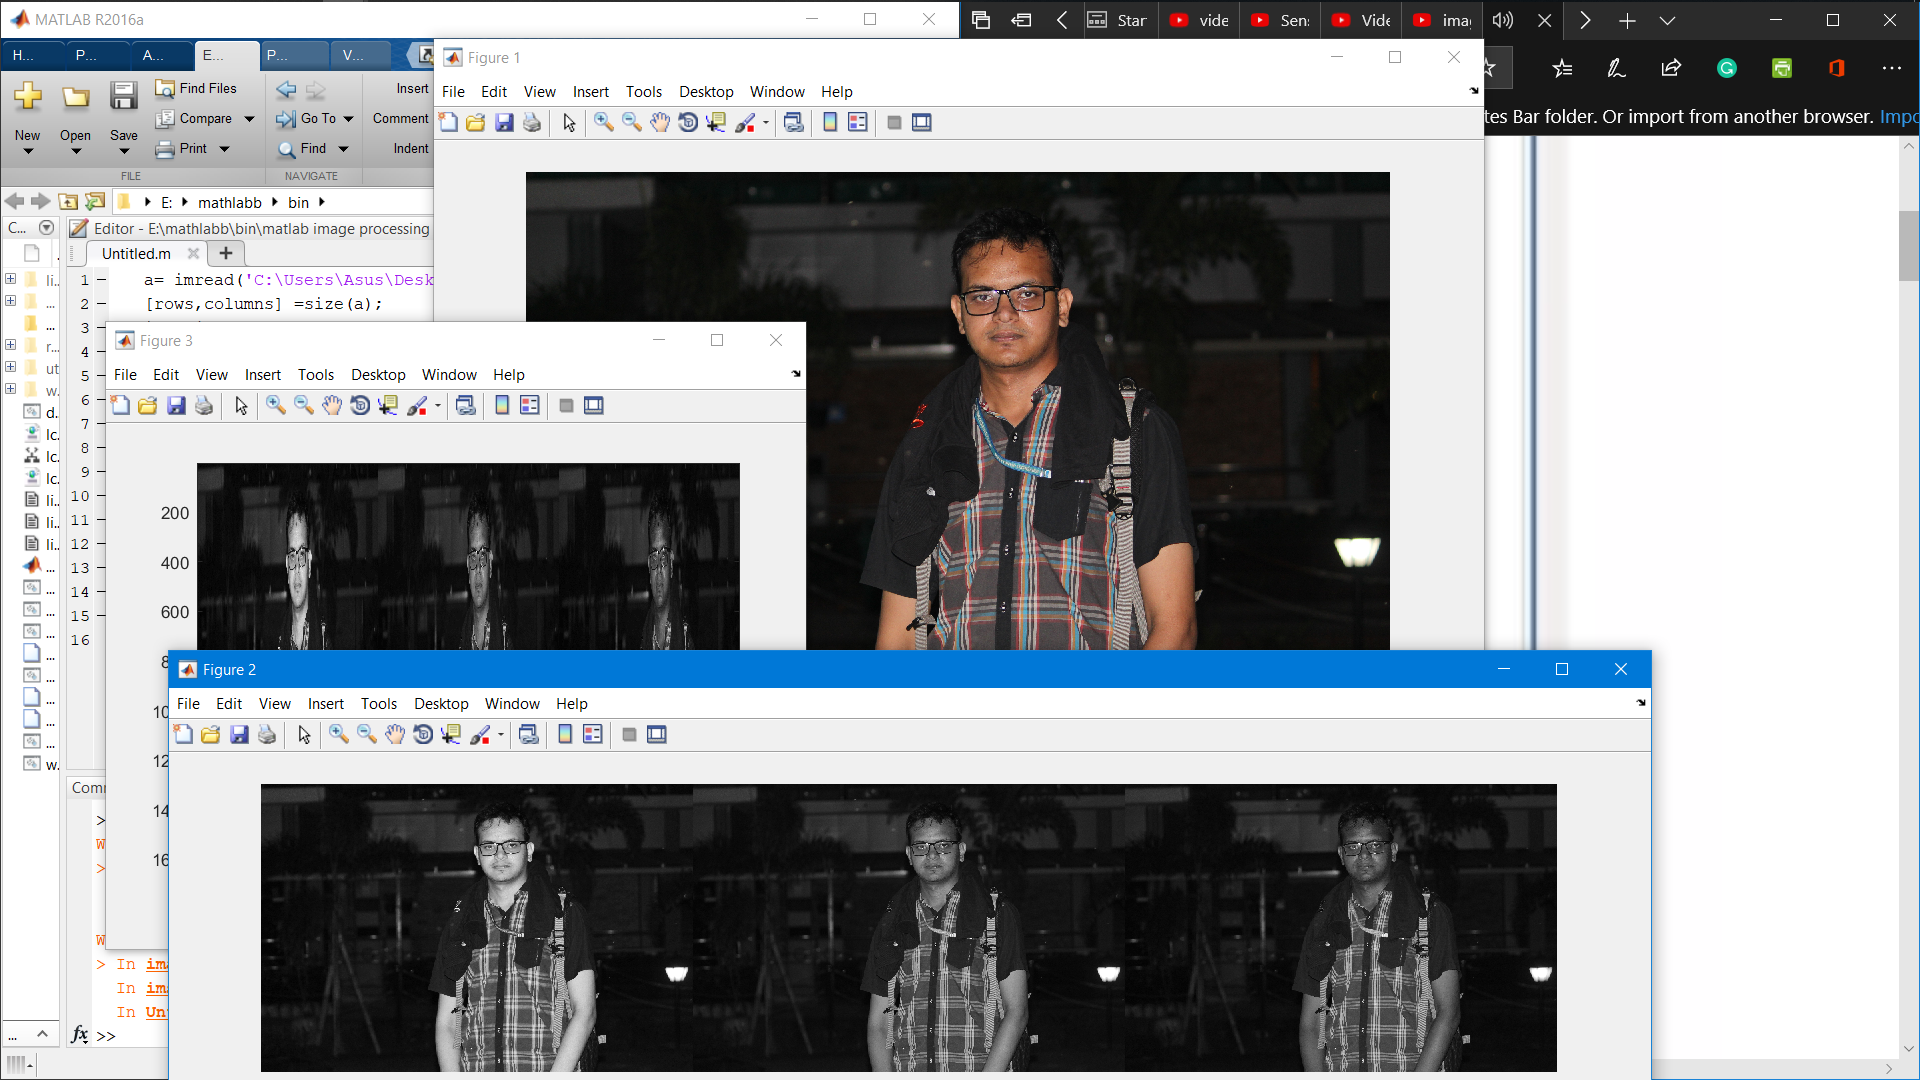 MATLAB R2016a
Star
vide
Sens
Vide
ima
H...
P...
A...
E...
P...
V...
New
Open
Save
Find Files
Compare
Print
FILE
Go To
Find
NAVIGATE
Insert
Comment
Indent
tes Bar folder. Or import from another browser. Impo
E:
mathlabb
bin
C...
Editor - E:\mathlabb\bin\matlab image processing
Untitled.m
1
a= imread('C:\Users\Asus\Desk
2
[rows,columns] =size(a);
3
4
5
6
7
8
9
10
11
12
13
14
15
16
li...
...
...
r...
ut
w.
d.
lc.
lc.
lc.
li...
li...
li...
...
...
...
...
...
...
...
...
...
w.
Figure 1
File Edit View Insert Tools Desktop Window Help
Figure 3
File Edit View Insert Tools Desktop Window Help
200
400
600
8
10
12
14
16
Figure 2
File Edit View Insert Tools Desktop Window Help
Comm
>
W
>
W
> In ima
In ima
In Unt
fx >>
...